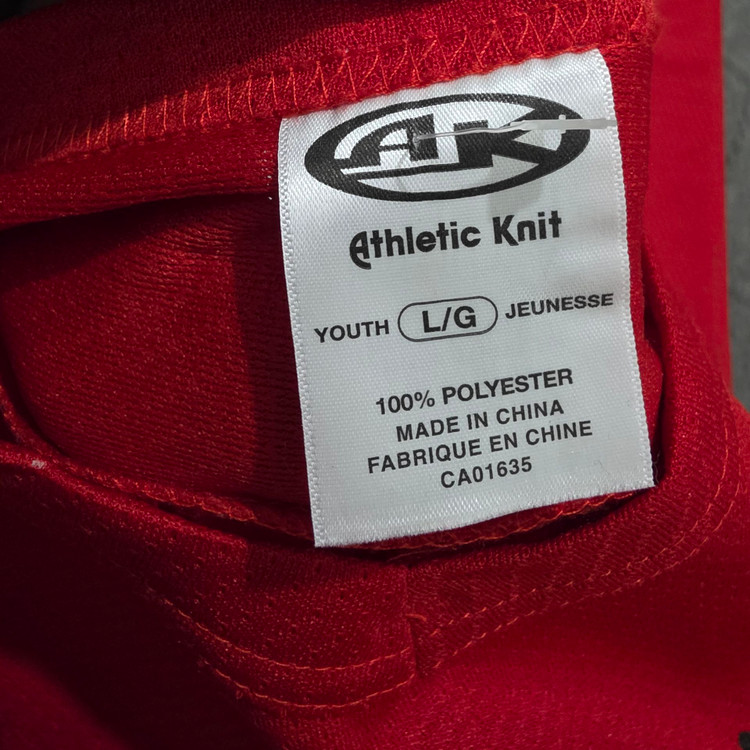 AK
Athletic Knit
YOUTH L/G JEUNESSE
100% POLYESTER
MADE IN CHINA
FABRIQUE EN CHINE
CA01635